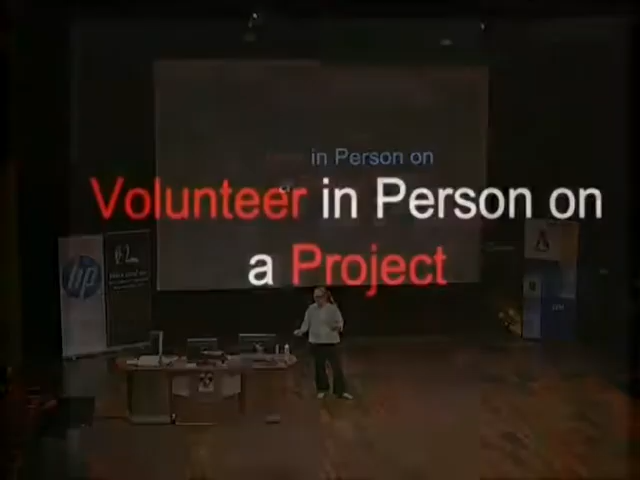 in Person on
Volunteer in Person on
a Project
hp